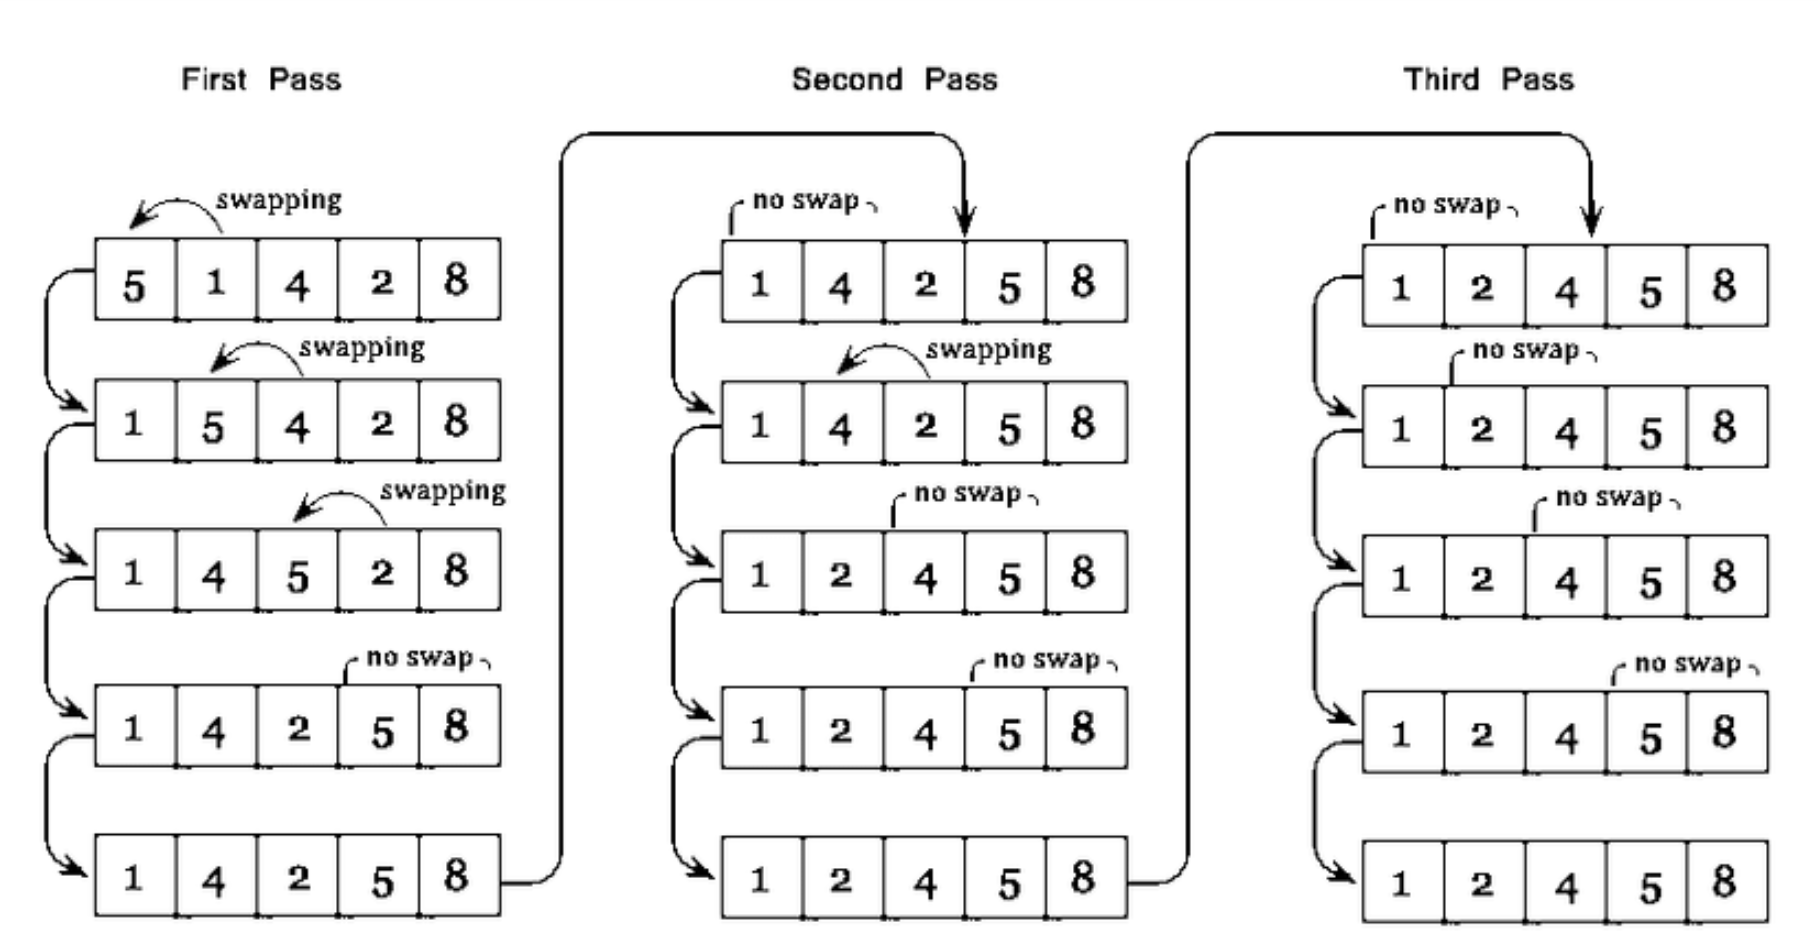 First Pass
swapping
5 1 4 2 8
swapping
1 5 4 2 8
swapping
1 4 5 2 8
no swap
1 4 2 5 8
1 4 2 5 8
Second Pass
no swap
1 4 2 5 8
swapping
1 4 2 5 8
no swap
1 2 4 5 8
no swap
1 2 4 5 8
1 2 4 5 8
Third Pass
no swap
1 2 4 5 8
no swap
1 2 4 5 8
no swap
1 2 4 5 8
no swap
1 2 4 5 8
1 2 4 5 8